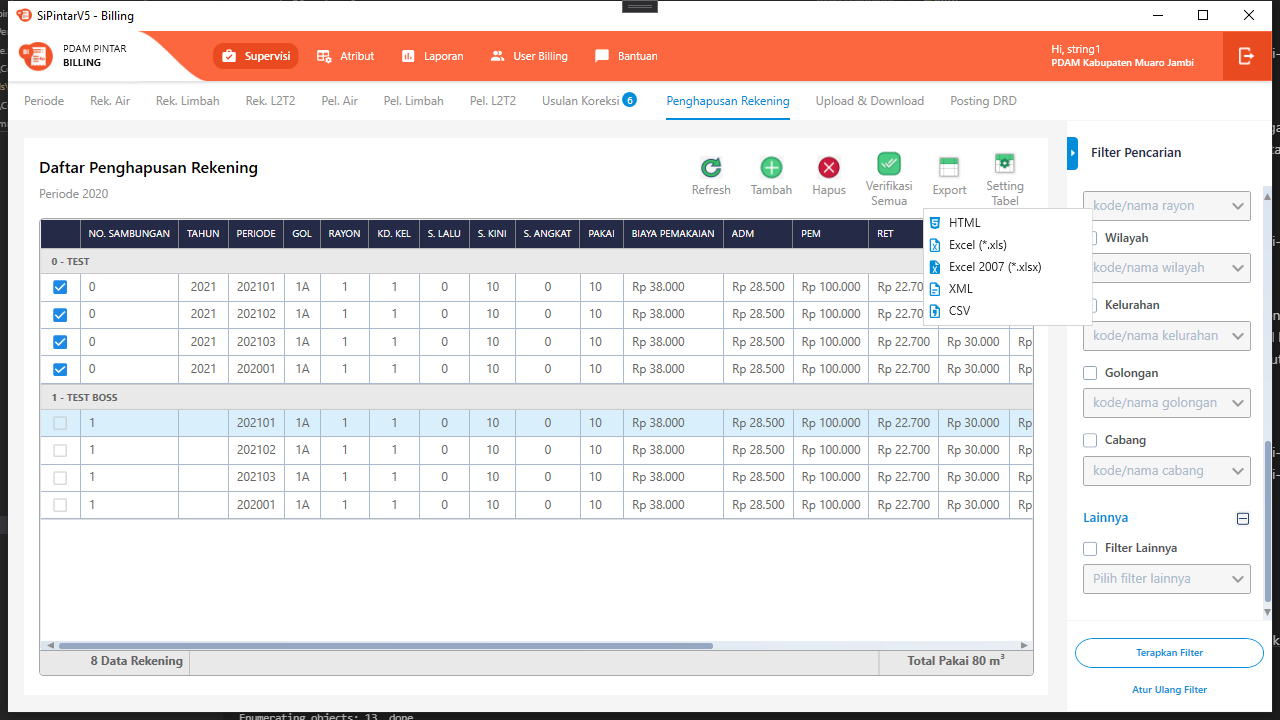 SiPintarV5 - Billing
PDAM PINTAR
BILLING
Supervisi Atribut Laporan User Billing Bantuan
Hi, string1
PDAM Kabupaten Muaro Jambi
Periode Rek. Air Rek. Limbah Rek. L2T2 Pel. Air Pel. Limbah Pel. L2T2 Usulan Koreksi 6 Penghapusan Rekening Upload & Download Posting DRD
Daftar Penghapusan Rekening
Periode 2020
Refresh Tambah Hapus Verifikasi Semua Export Setting Tabel
NO. SAMBUNGAN TAHUN PERIODE GOL RAYON KD. KEL S. LALU S. KINI S. ANGKAT PAKAI BIAYA PEMAKAIAN ADM PEM RET
0 - TEST
0 2021 202101 1A 1 1 0 10 0 10 Rp 38.000 Rp 28.500 Rp 100.000 Rp 22.70
0 2021 202102 1A 1 1 0 10 0 10 Rp 38.000 Rp 28.500 Rp 100.000 Rp 22.70
0 2021 202103 1A 1 1 0 10 0 10 Rp 38.000 Rp 28.500 Rp 100.000 Rp 22.700 Rp 30.000 Rp
0 2021 202001 1A 1 1 0 10 0 10 Rp 38.000 Rp 28.500 Rp 100.000 Rp 22.700 Rp 30.000 Rp
1 - TEST BOSS
1 202101 1A 1 1 0 10 0 10 Rp 38.000 Rp 28.500 Rp 100.000 Rp 22.700 Rp 30.000 Rp
1 202102 1A 1 1 0 10 0 10 Rp 38.000 Rp 28.500 Rp 100.000 Rp 22.700 Rp 30.000 Rp
1 202103 1A 1 1 0 10 0 10 Rp 38.000 Rp 28.500 Rp 100.000 Rp 22.700 Rp 30.000 Rp
1 202001 1A 1 1 0 10 0 10 Rp 38.000 Rp 28.500 Rp 100.000 Rp 22.700 Rp 30.000 Rp
8 Data Rekening Total Pakai 80 m³
HTML
Excel (*.xls)
Excel 2007 (*.xlsx)
XML
CSV
Filter Pencarian
kode/nama rayon
Wilayah
kode/nama wilayah
Kelurahan
kode/nama kelurahan
Golongan
kode/nama golongan
Cabang
kode/nama cabang
Lainnya
Filter Lainnya
Pilih filter lainnya
Terapkan Filter
Atur Ulang Filter
Enumerating objects: 13, done